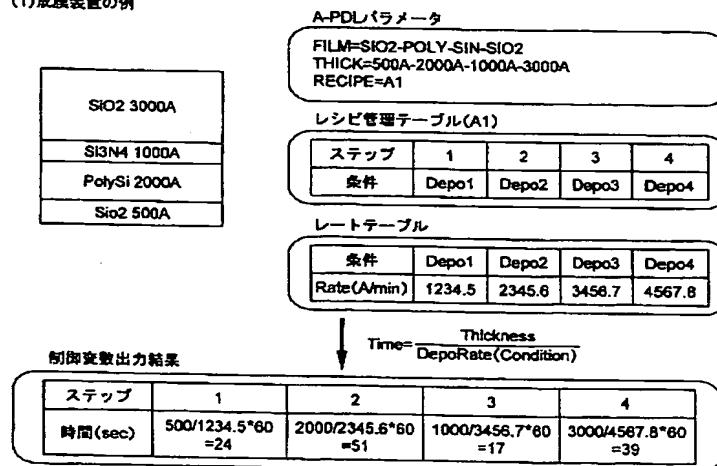 (1)成膜装置の例
A-PDLパラメータ
FILM=SIO2-POLY-SIN-SIO2
THICK=500A-2000A-1000A-3000A
RECIPE=A1
SiO2 3000A
Si3N4 1000A
PolySi 2000A
Sio2 500A
レシピ管理テーブル(A1)
ステップ 1 2 3 4
条件 Depo1 Depo2 Depo3 Depo4
レートテーブル
条件 Depo1 Depo2 Depo3 Depo4
Rate(A/min) 1234.5 2345.6 3456.7 4567.8
Time=Thickness
DepoRate(Condition)
制御変数出力結果
ステップ 1 2 3 4
時間(sec) 500/1234.5*60 2000/2345.6*60 1000/3456.7*60 3000/4567.8*60
=24 =51 =17 =39